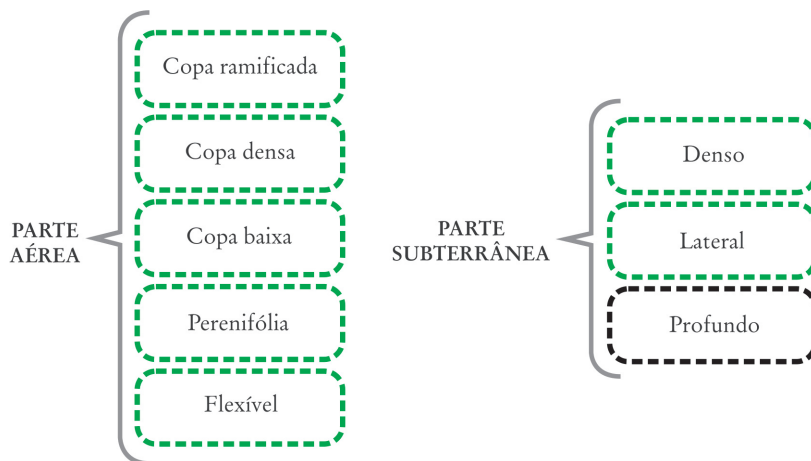 PARTE
AÉREA
Copa ramificada
Copa densa
Copa baixa
Perenifólia
Flexível
PARTE
SUBTERRÂNEA
Denso
Lateral
Profundo